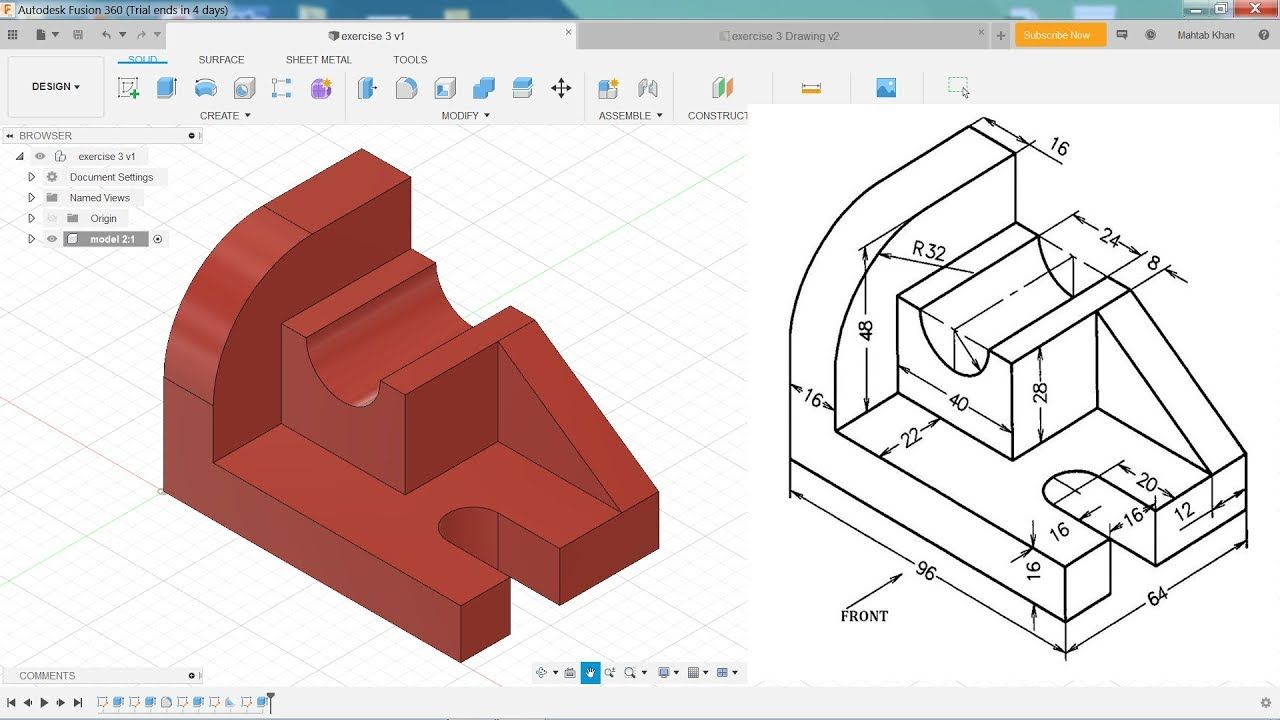 Autodesk Fusion 360 (Trial ends in 4 days)
exercise 3 v1
exercise 3 Drawing v2
Subscribe Now
Mahtab Khan
DESIGN
SOLID
SURFACE
SHEET METAL
TOOLS
CREATE
MODIFY
ASSEMBLE
CONSTRUCT
BROWSER
exercise 3 v1
Document Settings
Named Views
Origin
model 2:1
16
24
8
R32
48
16
40
28
22
20
16
16
12
16
96
64
FRONT
COMMENTS